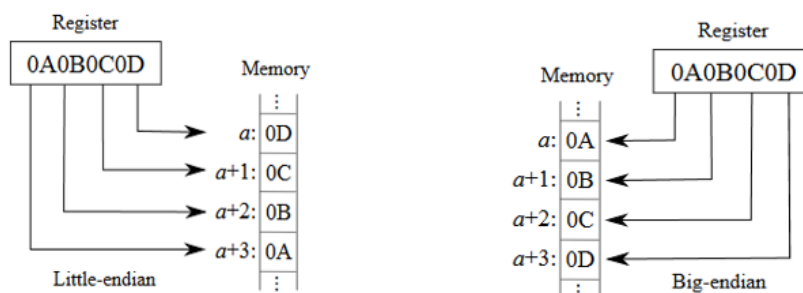 Register
0A0B0C0D
Memory
⋮
a: 0D
a+1: 0C
a+2: 0B
a+3: 0A
⋮
Little-endian
Register
0A0B0C0D
Memory
⋮
a: 0A
a+1: 0B
a+2: 0C
a+3: 0D
⋮
Big-endian